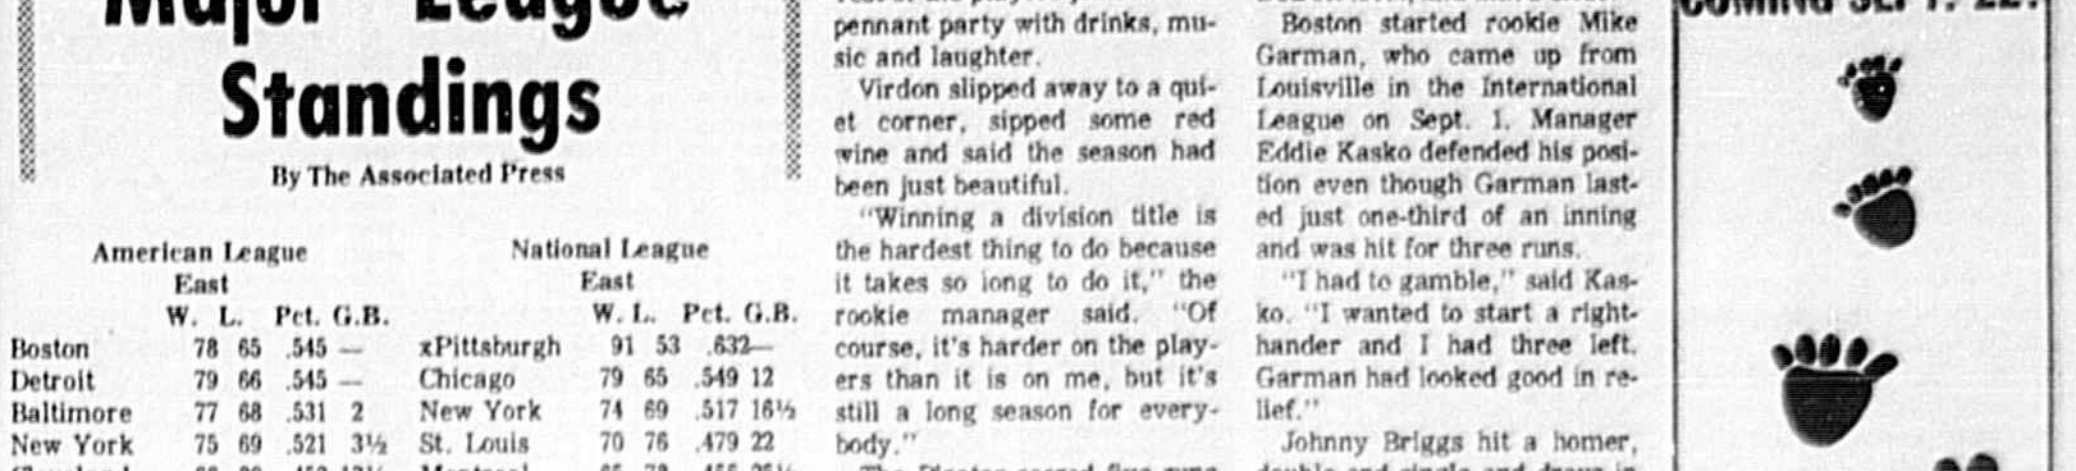 Major League
Standings
By The Associated Press
American League
East
W. L. Pct. G.B.
Boston 78 65 .545 —
Detroit 79 66 .545 —
Baltimore 77 68 .531 2
New York 75 69 .521 3½
National League
East
W. L. Pct. G.B.
xPittsburgh 91 53 .632—
Chicago 79 65 .549 12
New York 74 69 .517 16½
St. Louis 70 76 .479 22
pennant party with drinks, mu-
sic and laughter.
Virdon slipped away to a qui-
et corner, sipped some red
wine and said the season had
been just beautiful.
"Winning a division title is
the hardest thing to do because
it takes so long to do it," the
rookie manager said. "Of
course, it's harder on the play-
ers than it is on me, but it's
still a long season for every-
body."
Boston started rookie Mike
Garman, who came up from
Louisville in the International
League on Sept. 1. Manager
Eddie Kasko defended his posi-
tion even though Garman last-
ed just one-third of an inning
and was hit for three runs.
"I had to gamble," said Kas-
ko. "I wanted to start a right-
hander and I had three left.
Garman had looked good in re-
lief."
Johnny Briggs hit a homer,
COMING SEPT. 22!